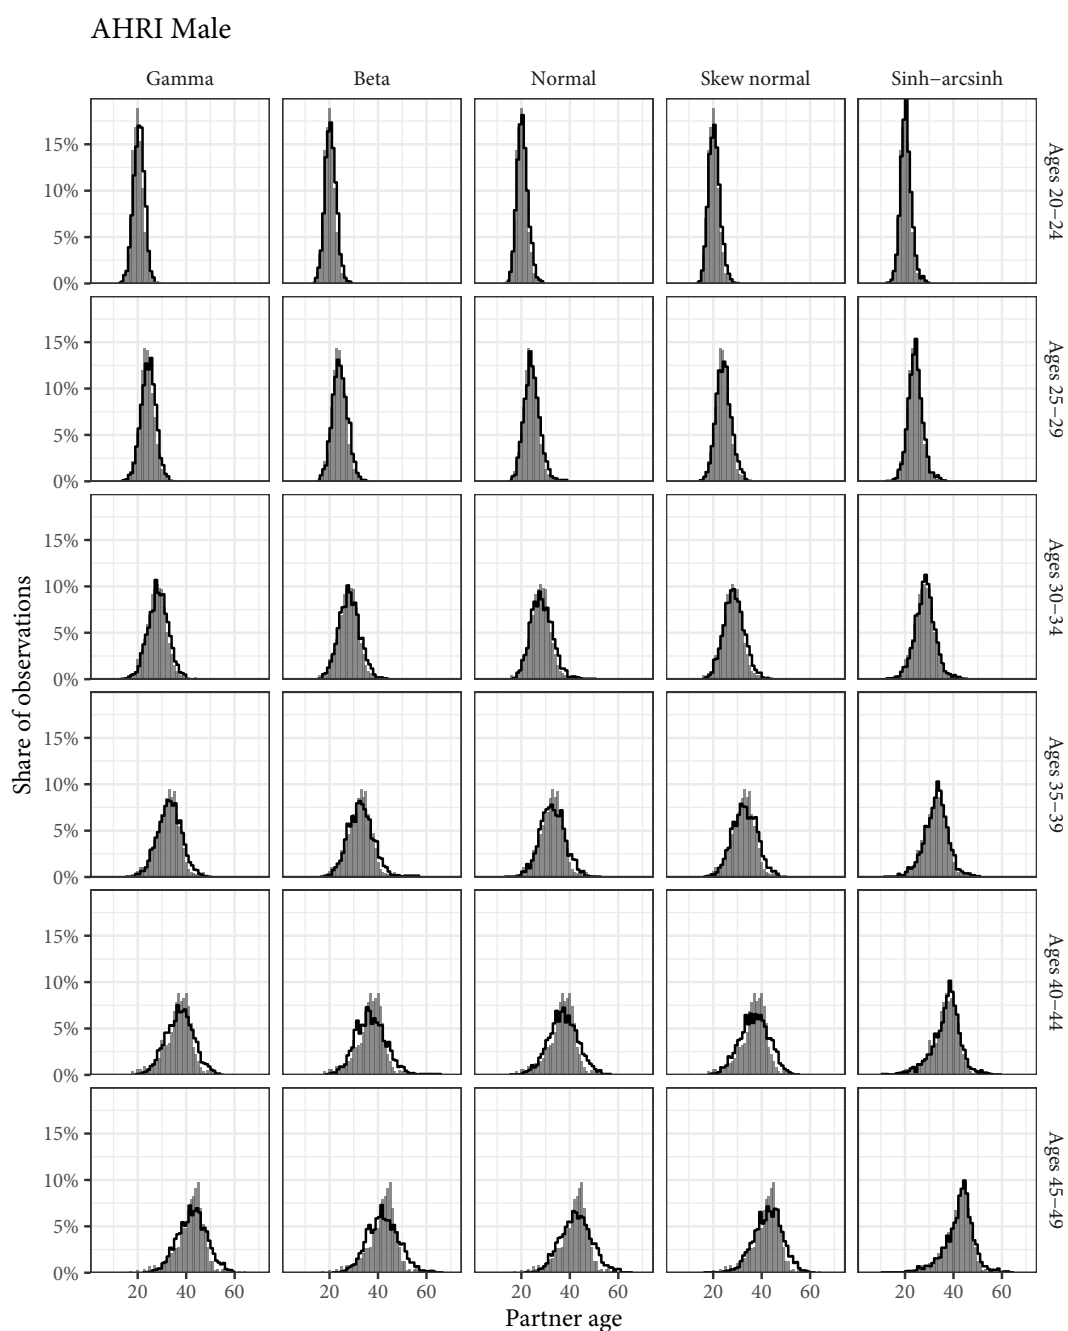 AHRI Male
Gamma Beta Normal Skew normal Sinh−arcsinh
15%
10%
5%
0%
Ages 20−24
15%
10%
5%
0%
Ages 25−29
15%
10%
5%
0%
Ages 30−34
15%
10%
5%
0%
Ages 35−39
15%
10%
5%
0%
Ages 40−44
15%
10%
5%
0%
Ages 45−49
Share of observations
20 40 60 20 40 60 20 40 60 20 40 60 20 40 60
Partner age